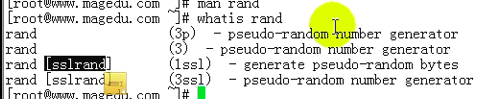 [root@www.magedu.com ~]# man rand
[root@www.magedu.com ~]# whatis rand
rand (3p) - pseudo-random number generator
rand (3) - pseudo-random number generator
rand [sslrand] (1ssl) - generate pseudo-random bytes
rand [sslrand] (3ssl) - pseudo-random number generator
[root@www.magedu.com ~]#